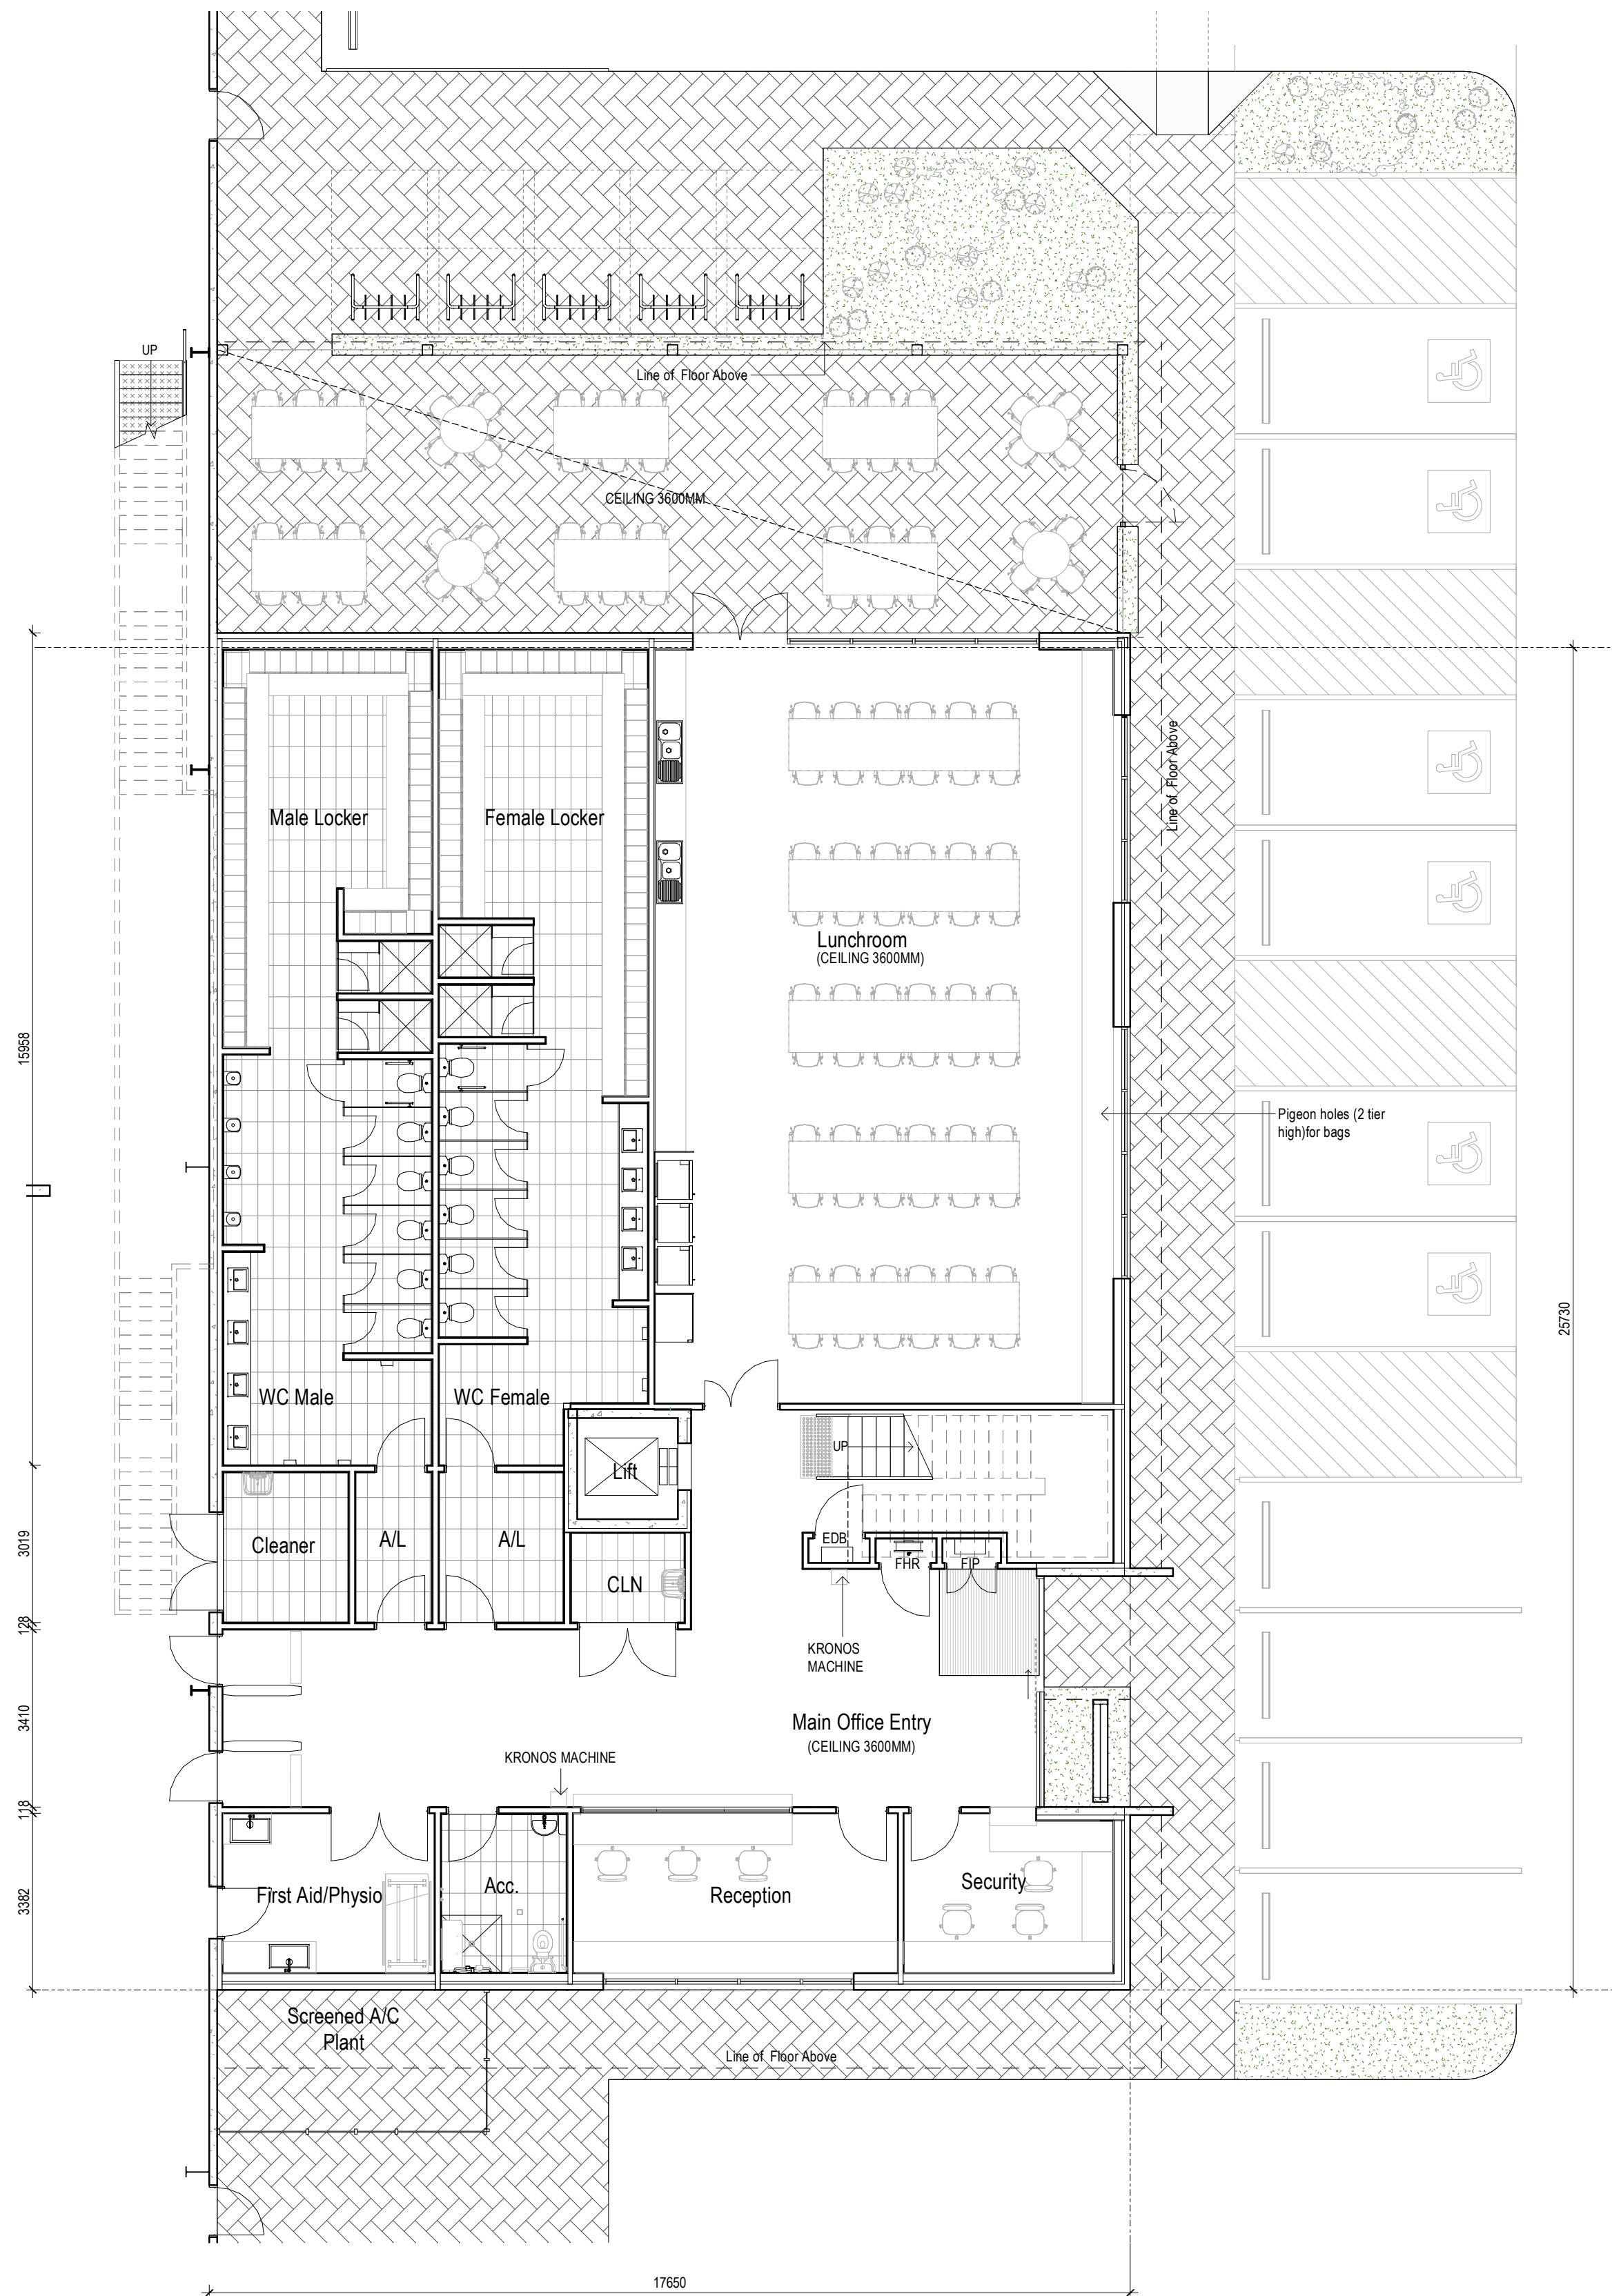 UP
Line of Floor Above
CEILING 3600MM
Male Locker
Female Locker
Line of Floor Above
Lunchroom
(CEILING 3600MM)
15958
Pigeon holes (2 tier
high)for bags
25730
WC Male
WC Female
UP
Lift
Cleaner
A/L
A/L
EDB
FHR
FIP
3019
CLN
128
KRONOS
MACHINE
3410
Main Office Entry
(CEILING 3600MM)
KRONOS MACHINE
118
First Aid/Physio
Acc.
Reception
Security
3382
Screened A/C
Plant
Line of Floor Above
17650